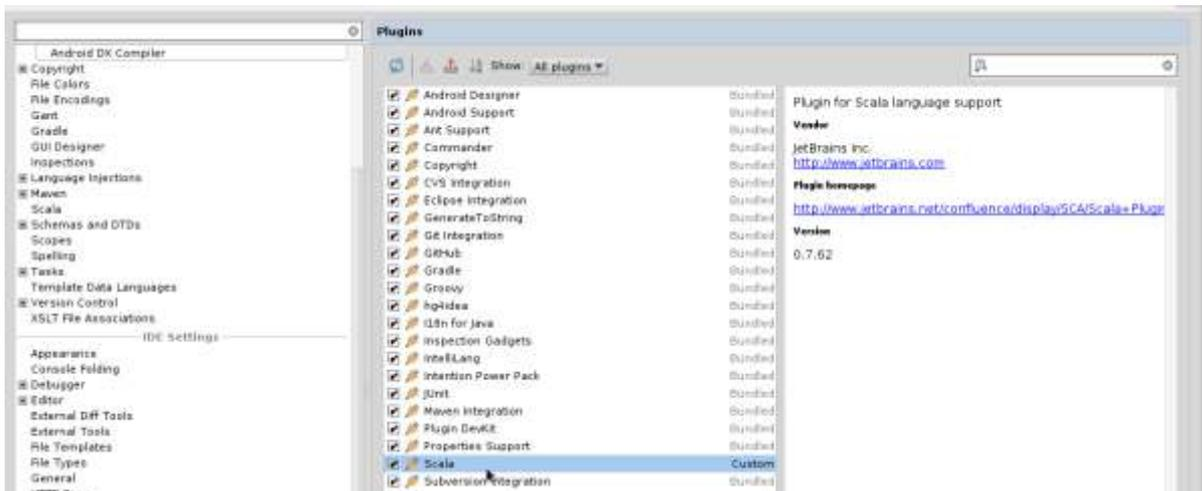 Plugins
Android DX Compiler
Copyright
File Colors
File Encodings
Gant
Gradle
GUI Designer
Inspections
Language Injections
Maven
Scala
Schemas and DTDs
Scopes
Spelling
Tasks
Template Data Languages
Version Control
XSLT File Associations
IDE Settings
Appearance
Console Folding
Debugger
Editor
External Diff Tools
External Tools
File Templates
File Types
General
Show: All plugins
Android Designer Bundled
Android Support Bundled
Ant Support Bundled
Commander Bundled
Copyright Bundled
CVS Integration Bundled
Eclipse Integration Bundled
GenerateToString Bundled
Git Integration Bundled
GitHub Bundled
Gradle Bundled
Groovy Bundled
hg4idea Bundled
I18n for Java Bundled
Inspection Gadgets Bundled
IntelliLang Bundled
Intention Power Pack Bundled
JUnit Bundled
Maven Integration Bundled
Plugin DevKit Bundled
Properties Support Bundled
Scala Custom
Subversion Integration Bundled
Plugin for Scala language support
Vendor
JetBrains Inc.
http://www.jetbrains.com
Plugin homepage
http://www.jetbrains.net/confluence/display/SCA/Scala+Plugin
Version
0.7.62